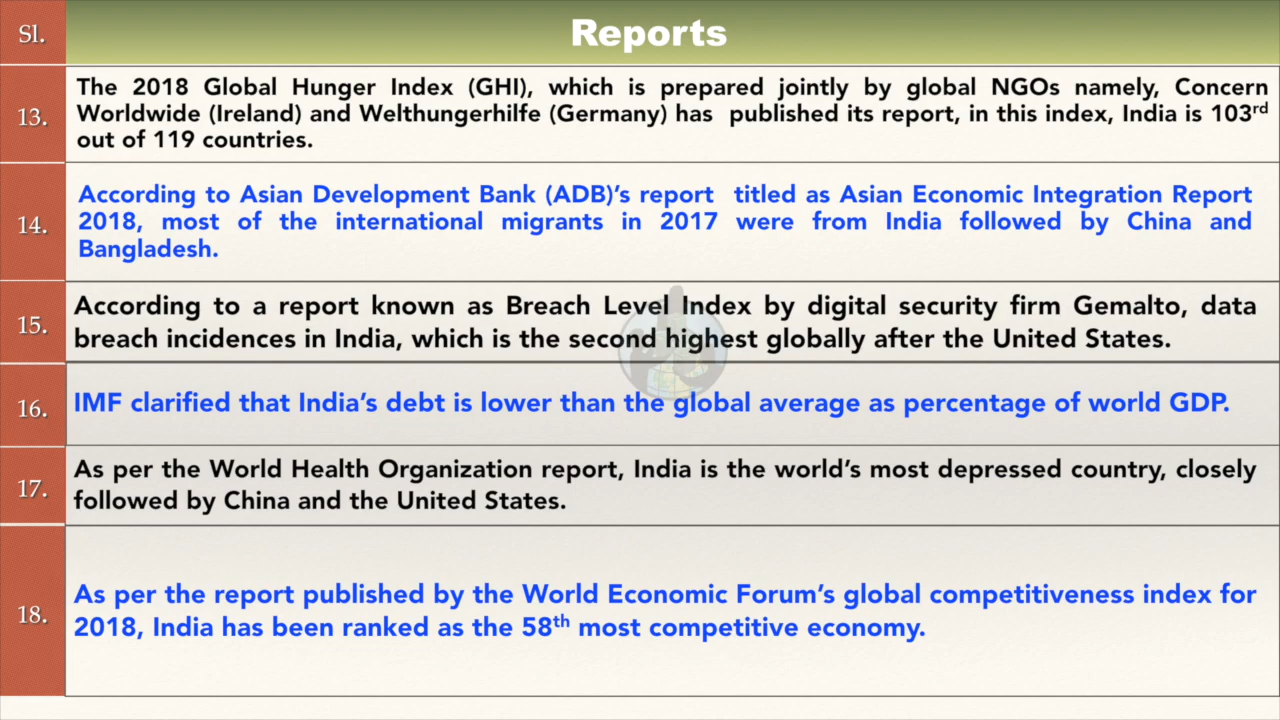 Sl.
Reports
13.
The 2018 Global Hunger Index (GHI), which is prepared jointly by global NGOs namely, Concern
Worldwide (Ireland) and Welthungerhilfe (Germany) has published its report, in this index, India is 103rd
out of 119 countries.
14.
According to Asian Development Bank (ADB)’s report titled as Asian Economic Integration Report
2018, most of the international migrants in 2017 were from India followed by China and
Bangladesh.
15.
According to a report known as Breach Level Index by digital security firm Gemalto, data
breach incidences in India, which is the second highest globally after the United States.
16.
IMF clarified that India’s debt is lower than the global average as percentage of world GDP.
17.
As per the World Health Organization report, India is the world’s most depressed country, closely
followed by China and the United States.
18.
As per the report published by the World Economic Forum’s global competitiveness index for
2018, India has been ranked as the 58th most competitive economy.